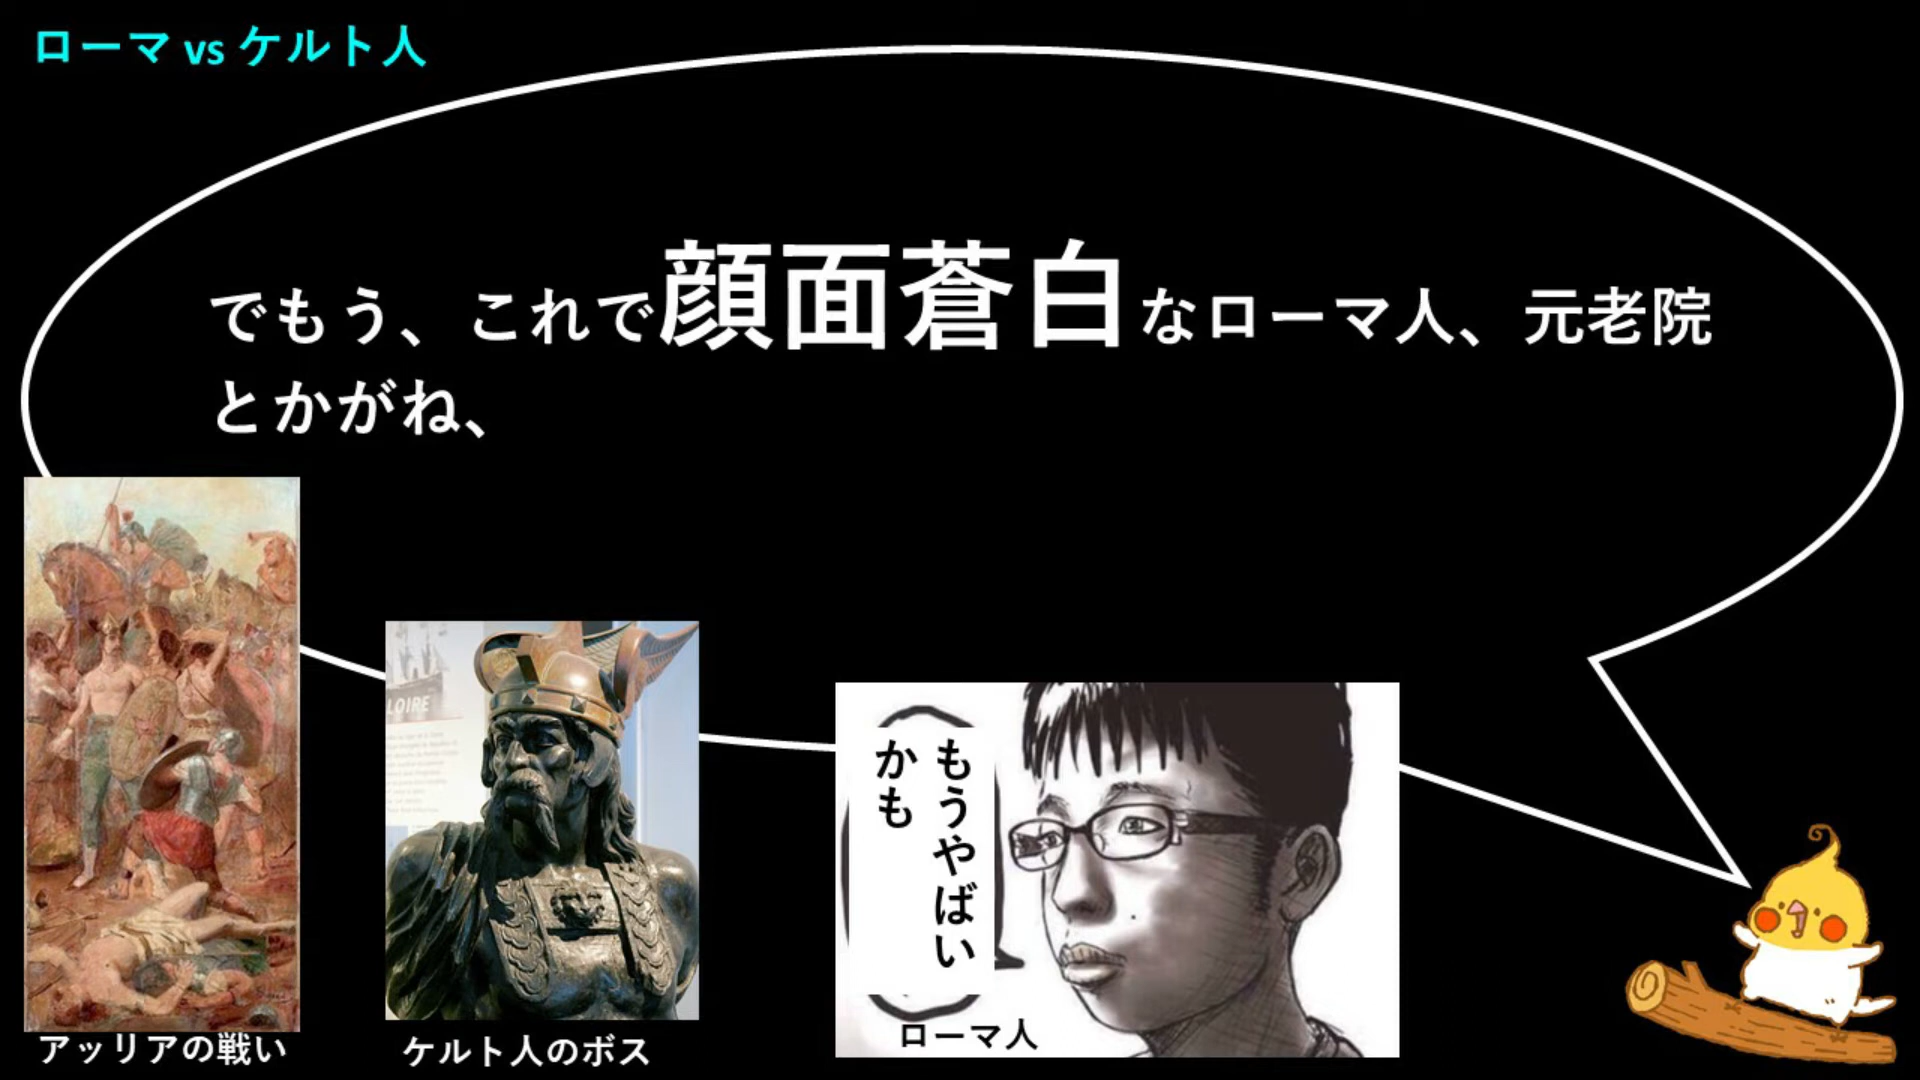 ローマ vs ケルト人
でもう、これで顔面蒼白なローマ人、元老院
とかがね、
LOIRE
もうやばい
かも
アッリアの戦い
ケルト人のボス
ローマ人